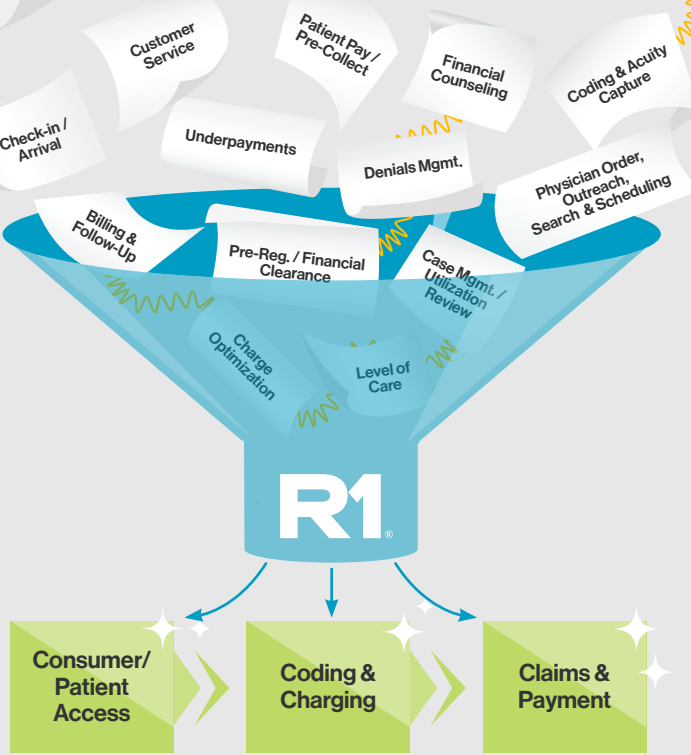 Customer
Service
Patient Pay /
Pre-Collect
Financial
Counseling
Coding & Acuity
Capture
Check-in /
Arrival
Underpayments
Denials Mgmt.
Physician Order,
Outreach,
Search & Scheduling
Billing &
Follow-Up
Pre-Reg. / Financial
Clearance
Case Mgmt. /
Utilization
Review
Charge
Optimization
Level of
Care
R1®
Consumer/
Patient
Access
Coding &
Charging
Claims &
Payment